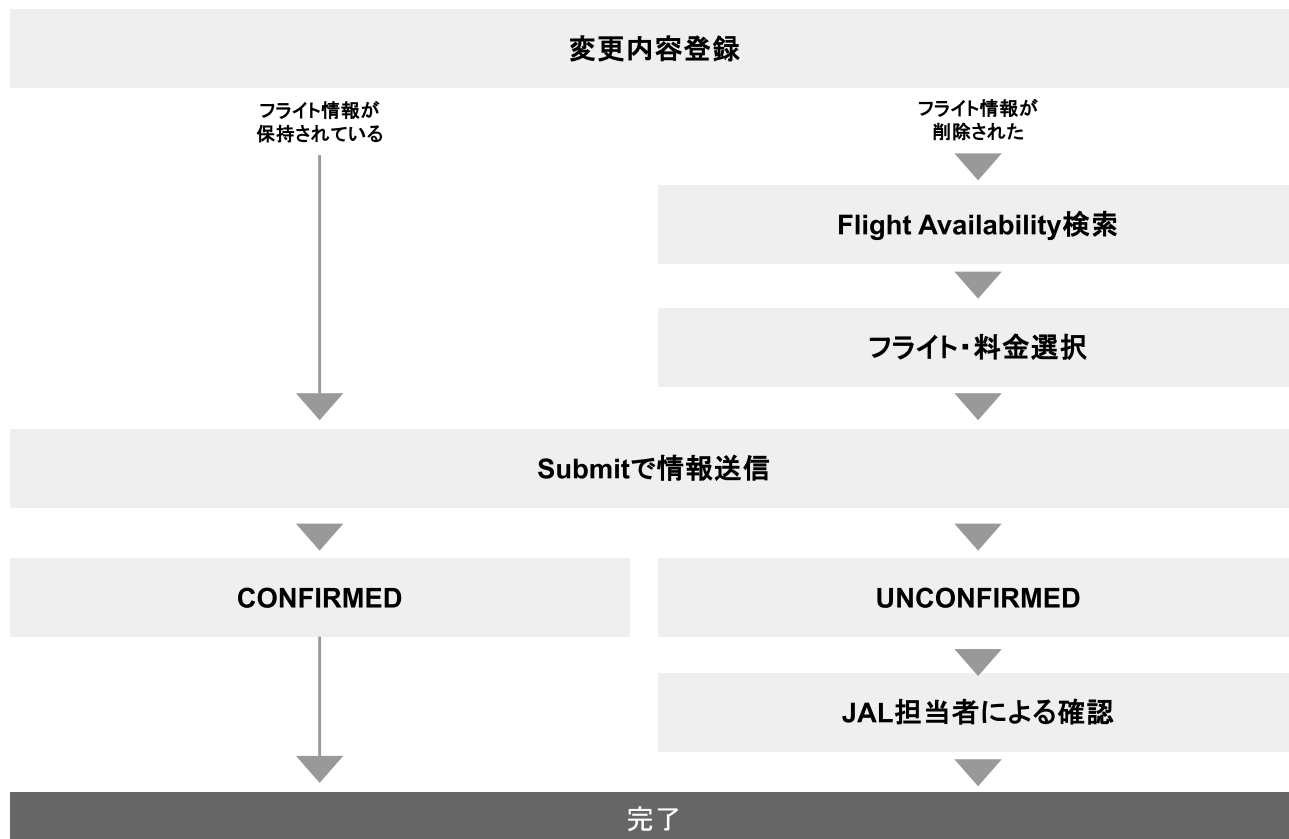 変更内容登録
フライト情報が
保持されている
フライト情報が
削除された
Flight Availability検索
フライト・料金選択
Submitで情報送信
CONFIRMED
UNCONFIRMED
JAL担当者による確認
完了